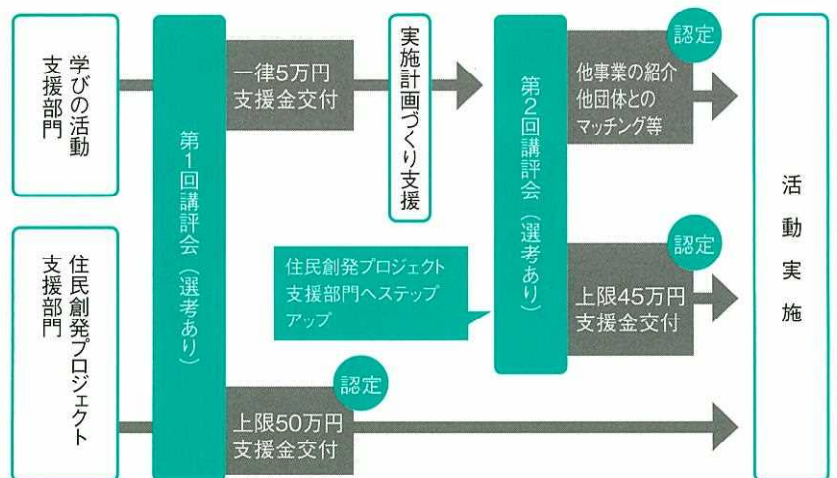 学びの活動
支援部門
住民創発プロジェクト
支援部門
第1回講評会（選考あり）
一律5万円
支援金交付
実施計画づくり支援
第2回講評会（選考あり）
認定
他事業の紹介
他団体との
マッチング等
住民創発プロジェクト
支援部門へステップ
アップ
認定
上限45万円
支援金交付
認定
上限50万円
支援金交付
活動実施